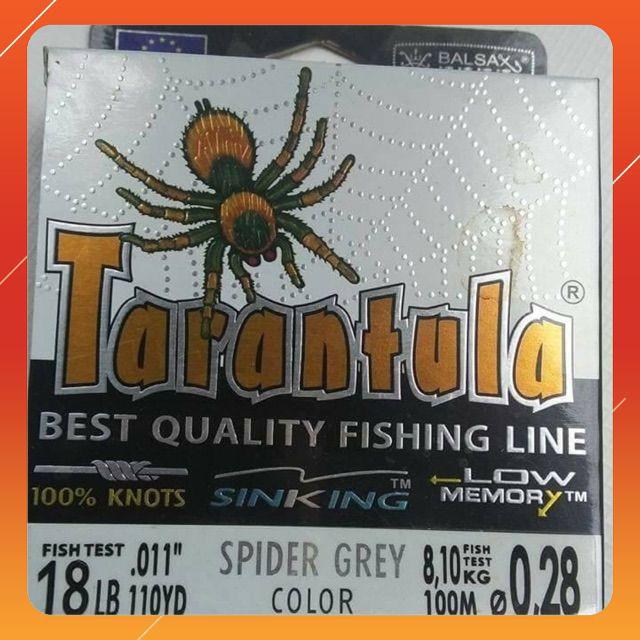 BALSAX®
Tarantula®
BEST QUALITY FISHING LINE
100% KNOTS SINKING™ LOW MEMORY™
FISH TEST .011" SPIDER GREY 8,10 FISH TEST KG
18 LB 110YD COLOR 100M Ø 0,28